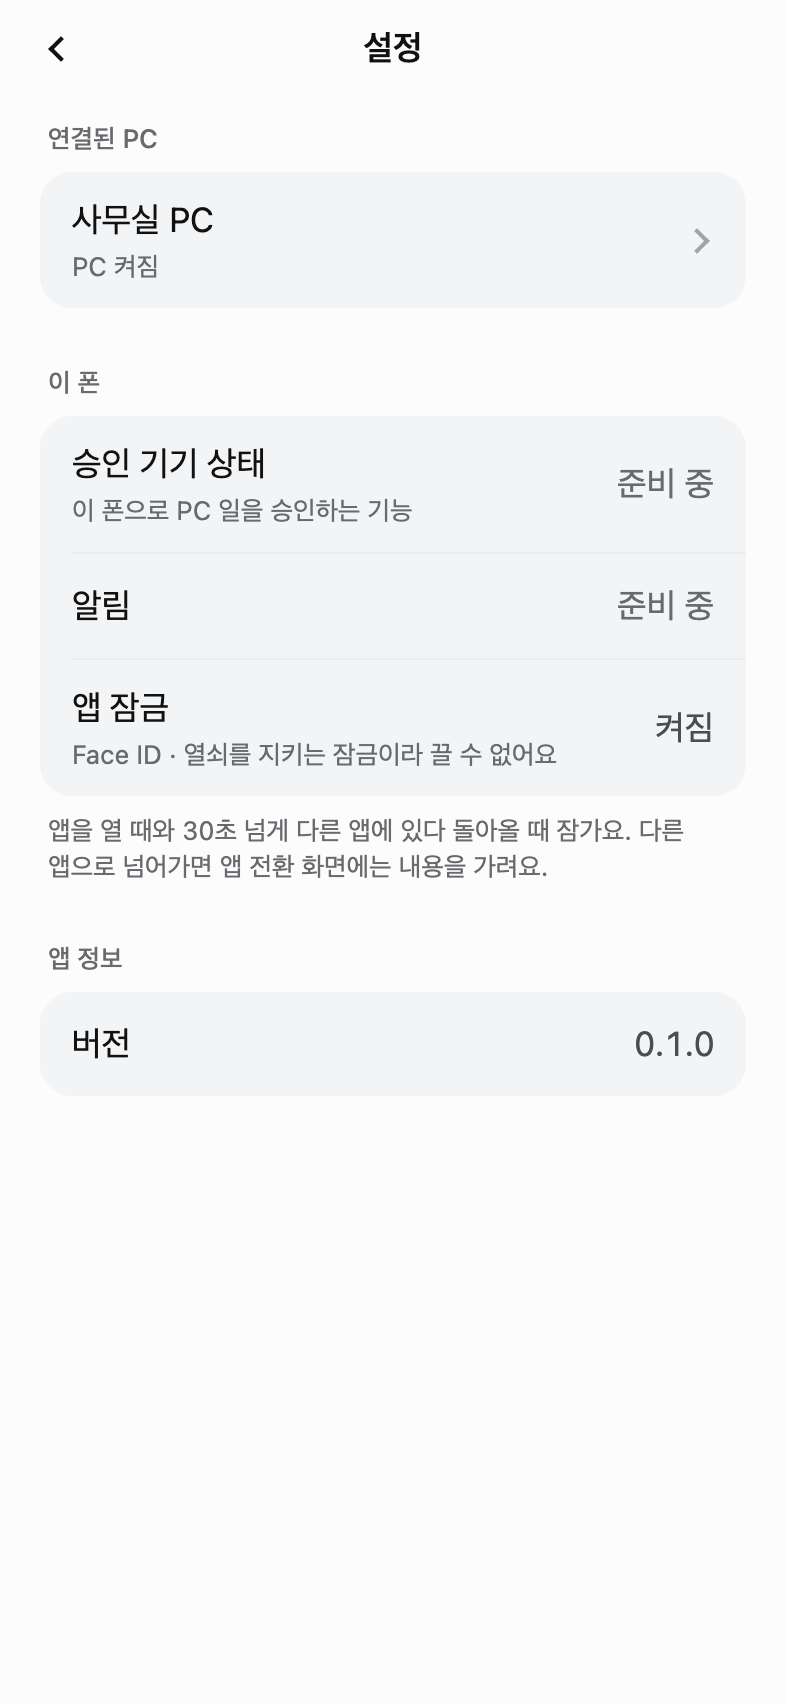 설정
연결된 PC
사무실 PC
PC 켜짐
이 폰
승인 기기 상태
이 폰으로 PC 일을 승인하는 기능
준비 중
알림
준비 중
앱 잠금
Face ID · 열쇠를 지키는 잠금이라 끌 수 없어요
켜짐
앱을 열 때와 30초 넘게 다른 앱에 있다 돌아올 때 잠가요. 다른
앱으로 넘어가면 앱 전환 화면에는 내용을 가려요.
앱 정보
버전
0.1.0